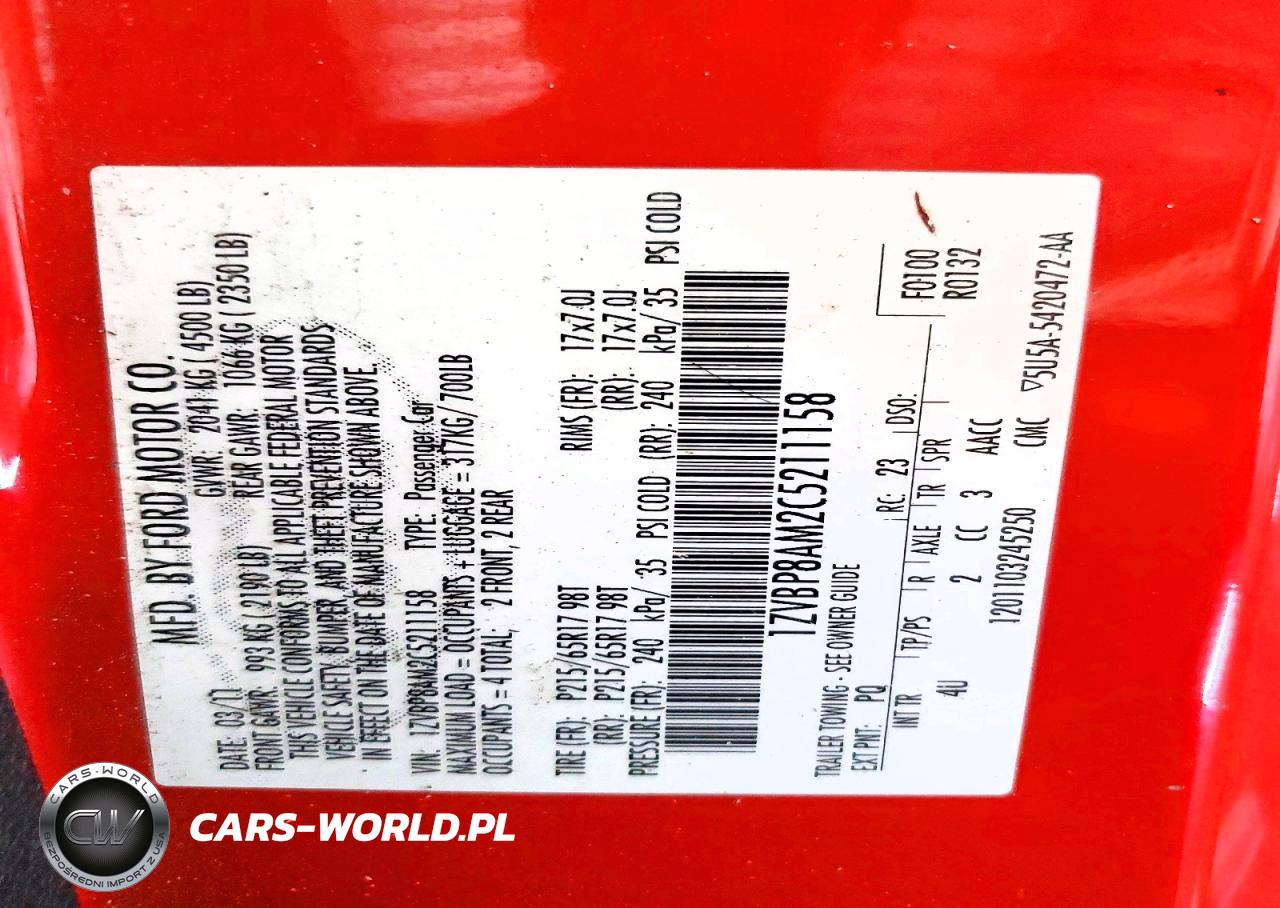 MFD. BY FORD MOTOR CO.
DATE: 03/12 GVWR: 2041 KG ( 4500 LB)
FRONT GAWR: 993 KG ( 2190 LB) REAR GAWR: 1066 KG ( 2350 LB)
THIS VEHICLE CONFORMS TO ALL APPLICABLE FEDERAL MOTOR
VEHICLE SAFETY, BUMPER, AND THEFT PREVENTION STANDARDS
IN EFFECT ON THE DATE OF MANUFACTURE SHOWN ABOVE.
VIN: 1ZVBP8AM2C5211158 TYPE: Passenger Car
MAXIMUM LOAD = OCCUPANTS + LUGGAGE = 317KG/ 700LB
OCCUPANTS = 4 TOTAL; 2 FRONT, 2 REAR
TIRE (FR): P215/65R17 98T RIMS (FR): 17x7.0J
(RR): P215/65R17 98T (RR): 17x7.0J
PRESSURE (FR): 240 kPa/ 35 PSI COLD (RR): 240 kPa/ 35 PSI COLD
1ZVBP8AM2C5211158
TRAILER TOWING - SEE OWNER GUIDE
EXT PNT: PQ RC: 23 DSO: F0100
R0132
INT TR TP/PS R AXLE TR SPR
4U 2 CC 3 AACC
1201103245250 CMC ▽5U5A-5420472-AA
CARS-WORLD
CW
BEZPOŚREDNI IMPORT Z USA
CARS-WORLD.PL